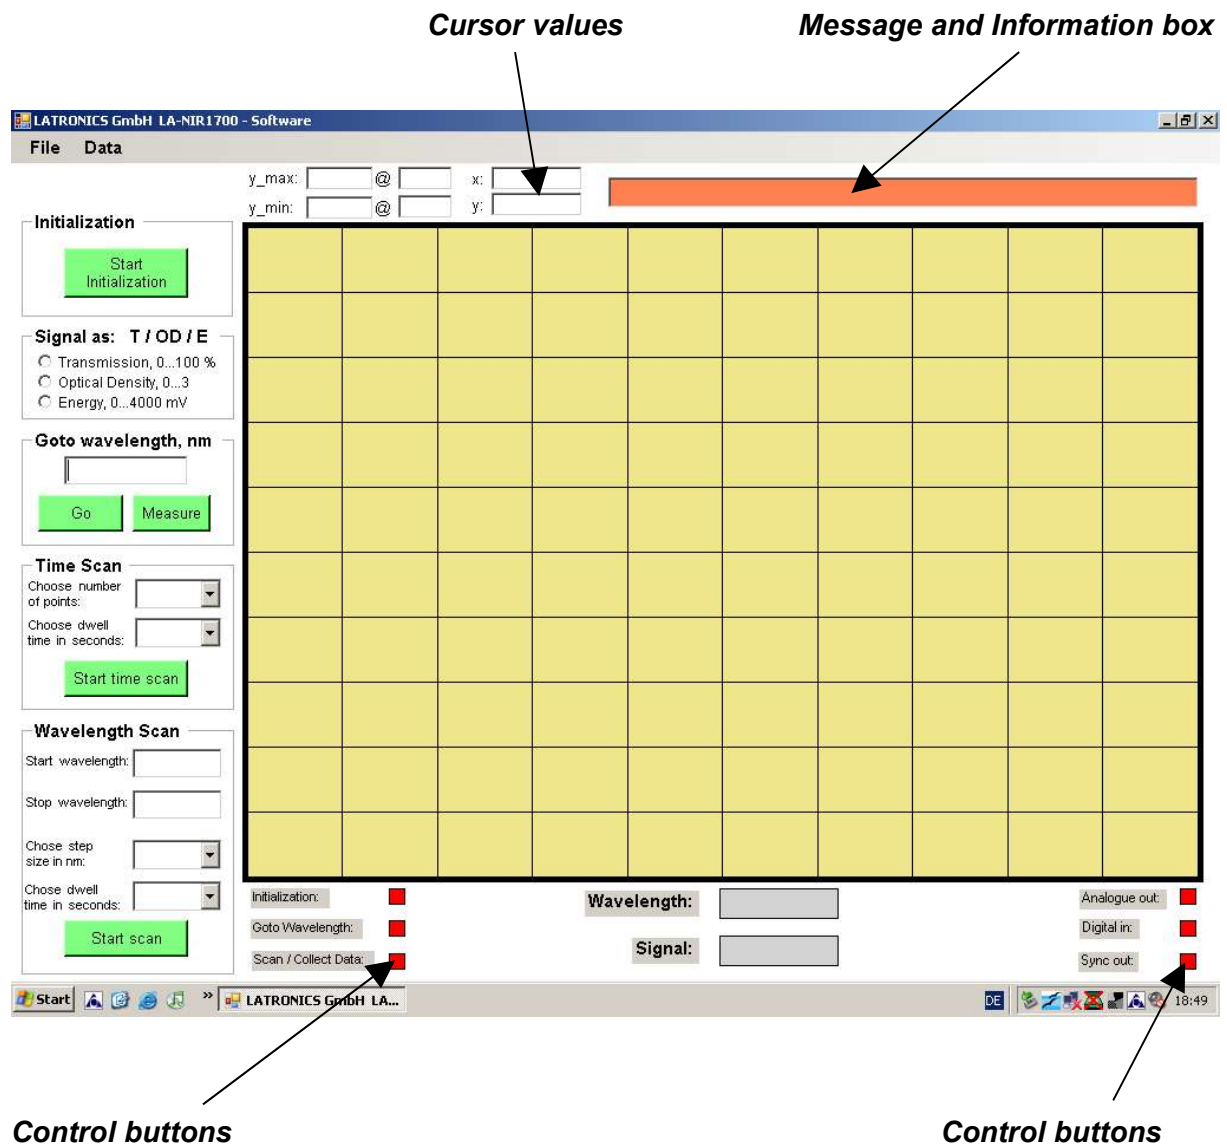 Cursor values
Message and Information box
LATRONICS GmbH LA-NIR1700 - Software
File Data
y_max: @ x:
y_min: @ y:
Initialization
Start
Initialization
Signal as: T / OD / E
Transmission, 0...100 %
Optical Density, 0...3
Energy, 0...4000 mV
Goto wavelength, nm
Go Measure
Time Scan
Choose number
of points:
Choose dwell
time in seconds:
Start time scan
Wavelength Scan
Start wavelength:
Stop wavelength:
Chose step
size in nm:
Chose dwell
time in seconds:
Start scan
Initialization:
Goto Wavelength:
Scan / Collect Data:
Wavelength:
Signal:
Analogue out:
Digital in:
Sync out:
Start » LATRONICS GmbH LA... DE 18:49
Control buttons
Control buttons